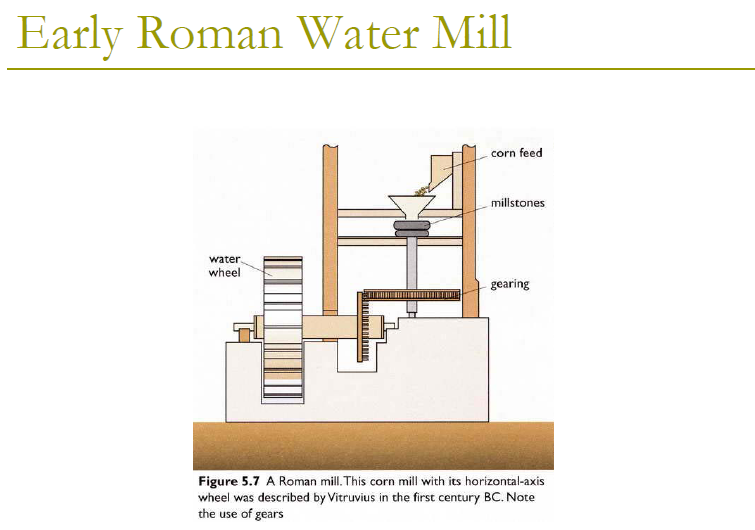 Early Roman Water Mill
corn feed
millstones
water
wheel
gearing
Figure 5.7 A Roman mill. This corn mill with its horizontal-axis
wheel was described by Vitruvius in the first century BC. Note
the use of gears